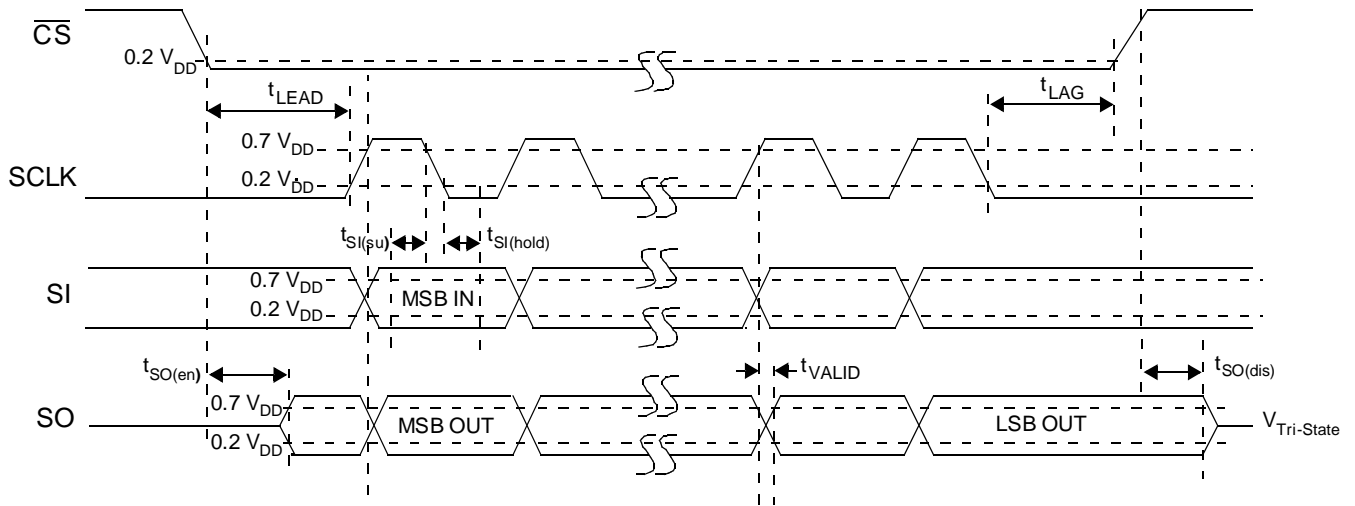 CS
0.2 VDD
tLEAD
tLAG
0.7 VDD
SCLK
0.2 VDD
tSI(su)
tSI(hold)
0.7 VDD
SI
MSB IN
0.2 VDD
tSO(en)
tVALID
tSO(dis)
0.7 VDD
SO
MSB OUT
LSB OUT
VTri-State
0.2 VDD